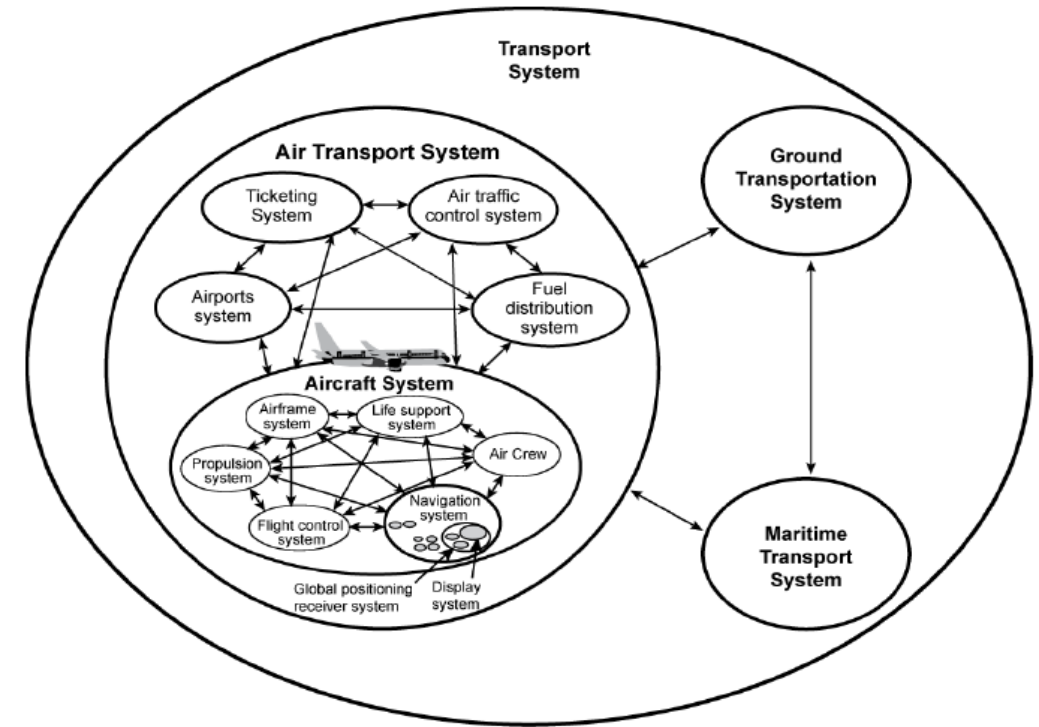 Transport
System
Air Transport System
Ground
Transportation
System
Ticketing
System
Air traffic
control system
Airports
system
Fuel
distribution
system
Aircraft System
Airframe
system
Life support
system
Propulsion
system
Air Crew
Navigation
system
Flight control
system
Global positioning
receiver system
Display
system
Maritime
Transport
System